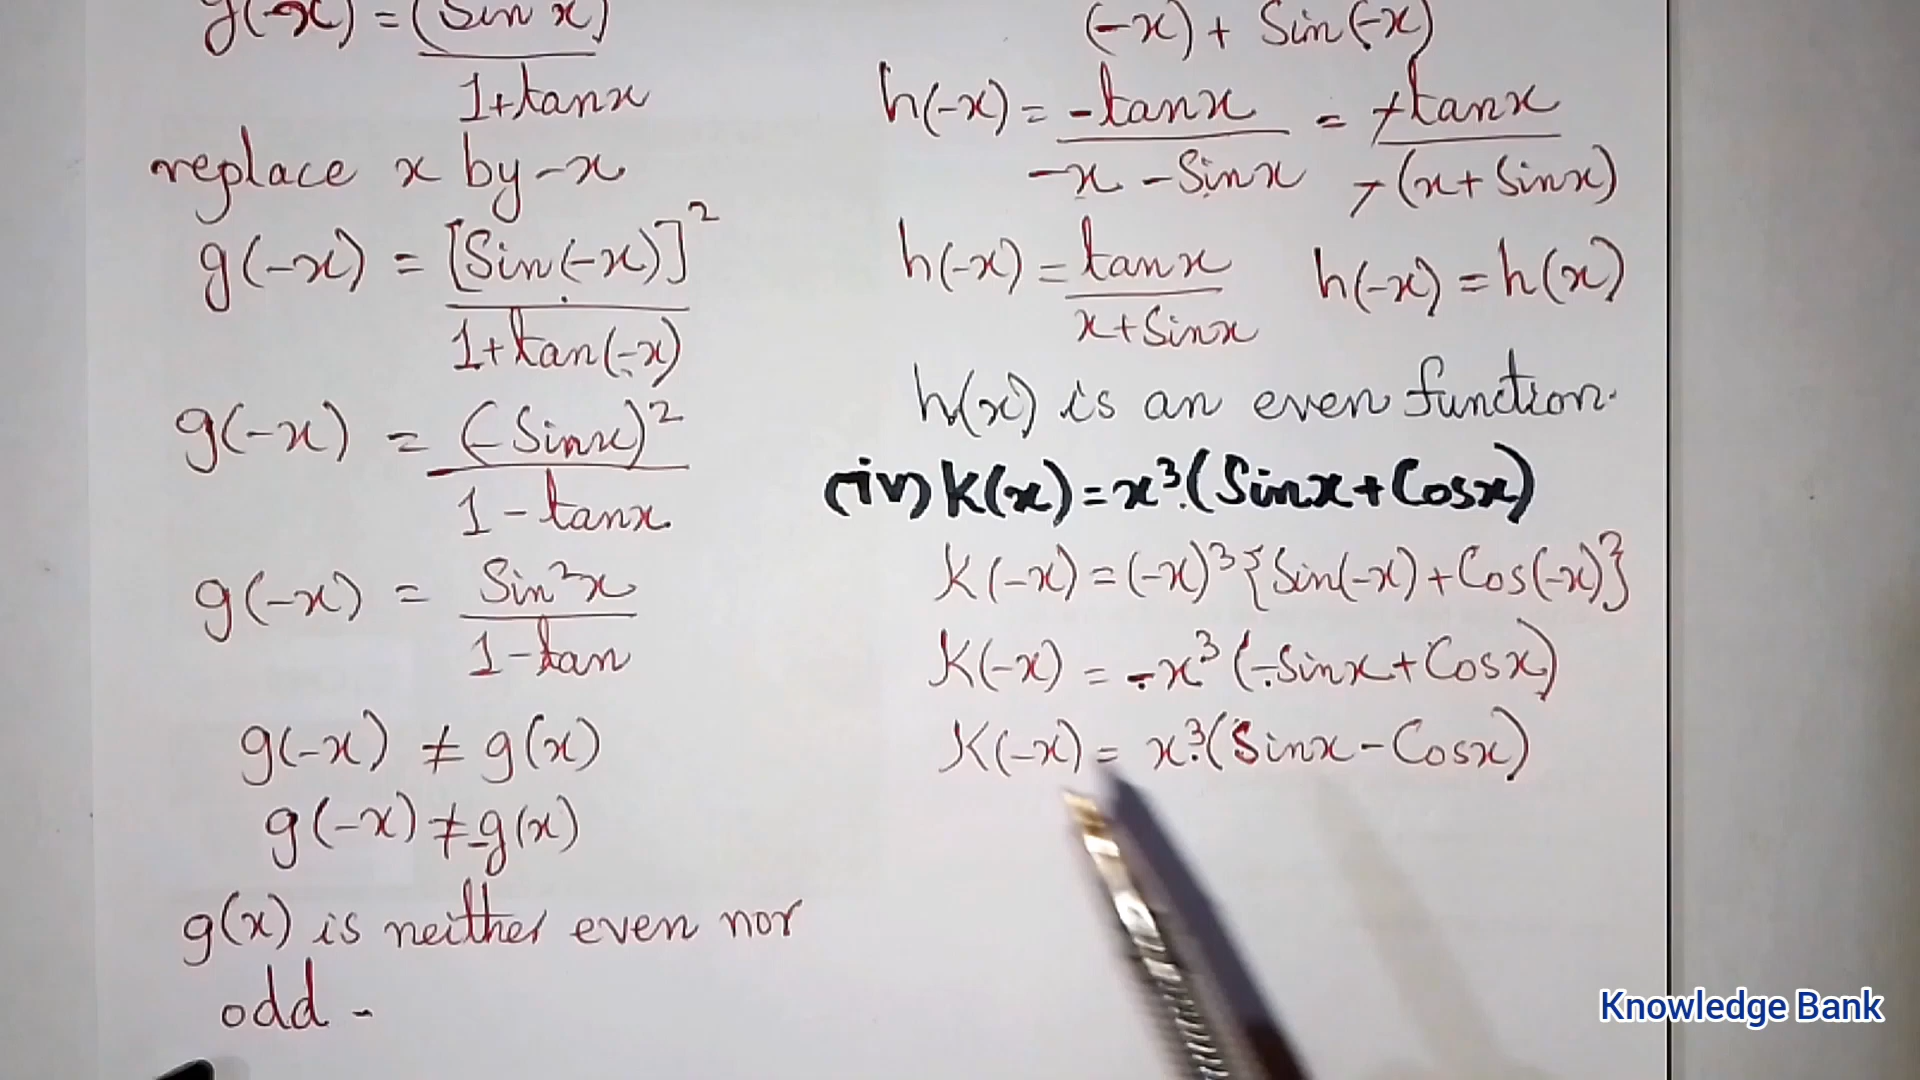 g(-x) = (Sin x)
1+tanx
replace x by -x
g(-x) = [Sin(-x)]²
1+tan(-x)
g(-x) = (-Sinx)²
1 - tanx
g(-x) = Sin²x
1 - tan
g(-x) ≠ g(x)
g(-x) ≠ -g(x)
g(x) is neither even nor
odd -
(-x) + Sin(-x)
h(-x) = -tanx = -tanx
-x - Sinx -(x + Sinx)
h(-x) = tanx h(-x) = h(x)
x + Sinx
h(x) is an even function.
(iv) K(x) = x³.(Sinx + Cosx)
K(-x) = (-x)³ {Sin(-x) + Cos(-x)}
K(-x) = -x³ (-Sinx + Cosx)
K(-x) = x³.(Sinx - Cosx)
Knowledge Bank